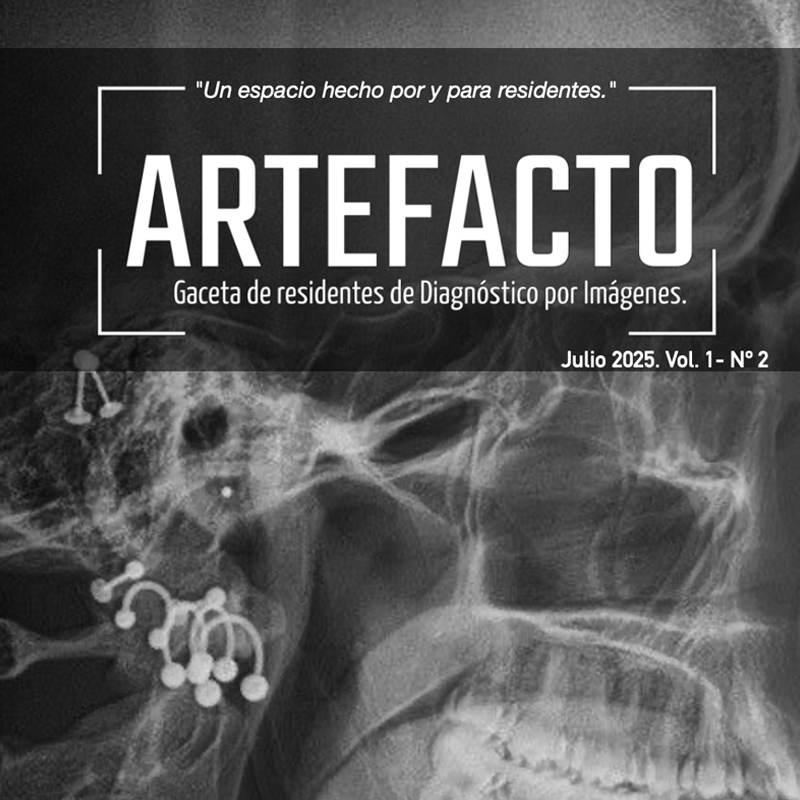 "Un espacio hecho por y para residentes."
ARTEFACTO
Gaceta de residentes de Diagnóstico por Imágenes.
Julio 2025. Vol. 1- Nº 2